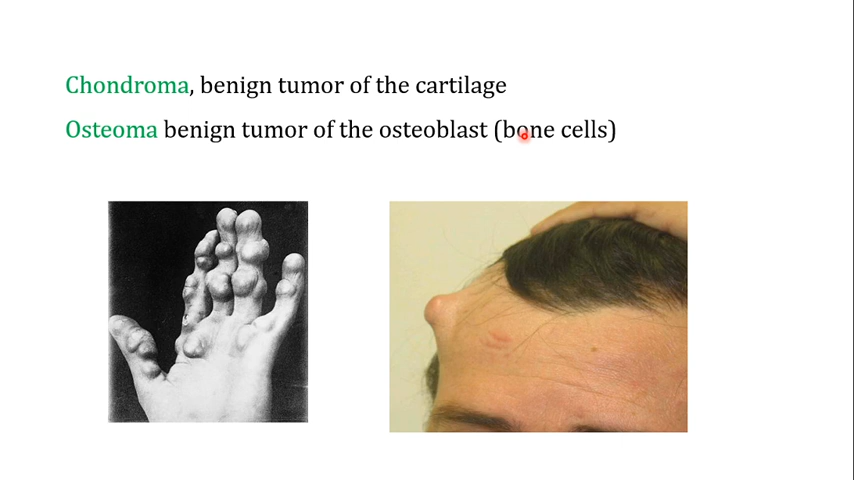 Chondroma, benign tumor of the cartilage
Osteoma benign tumor of the osteoblast (bone cells)